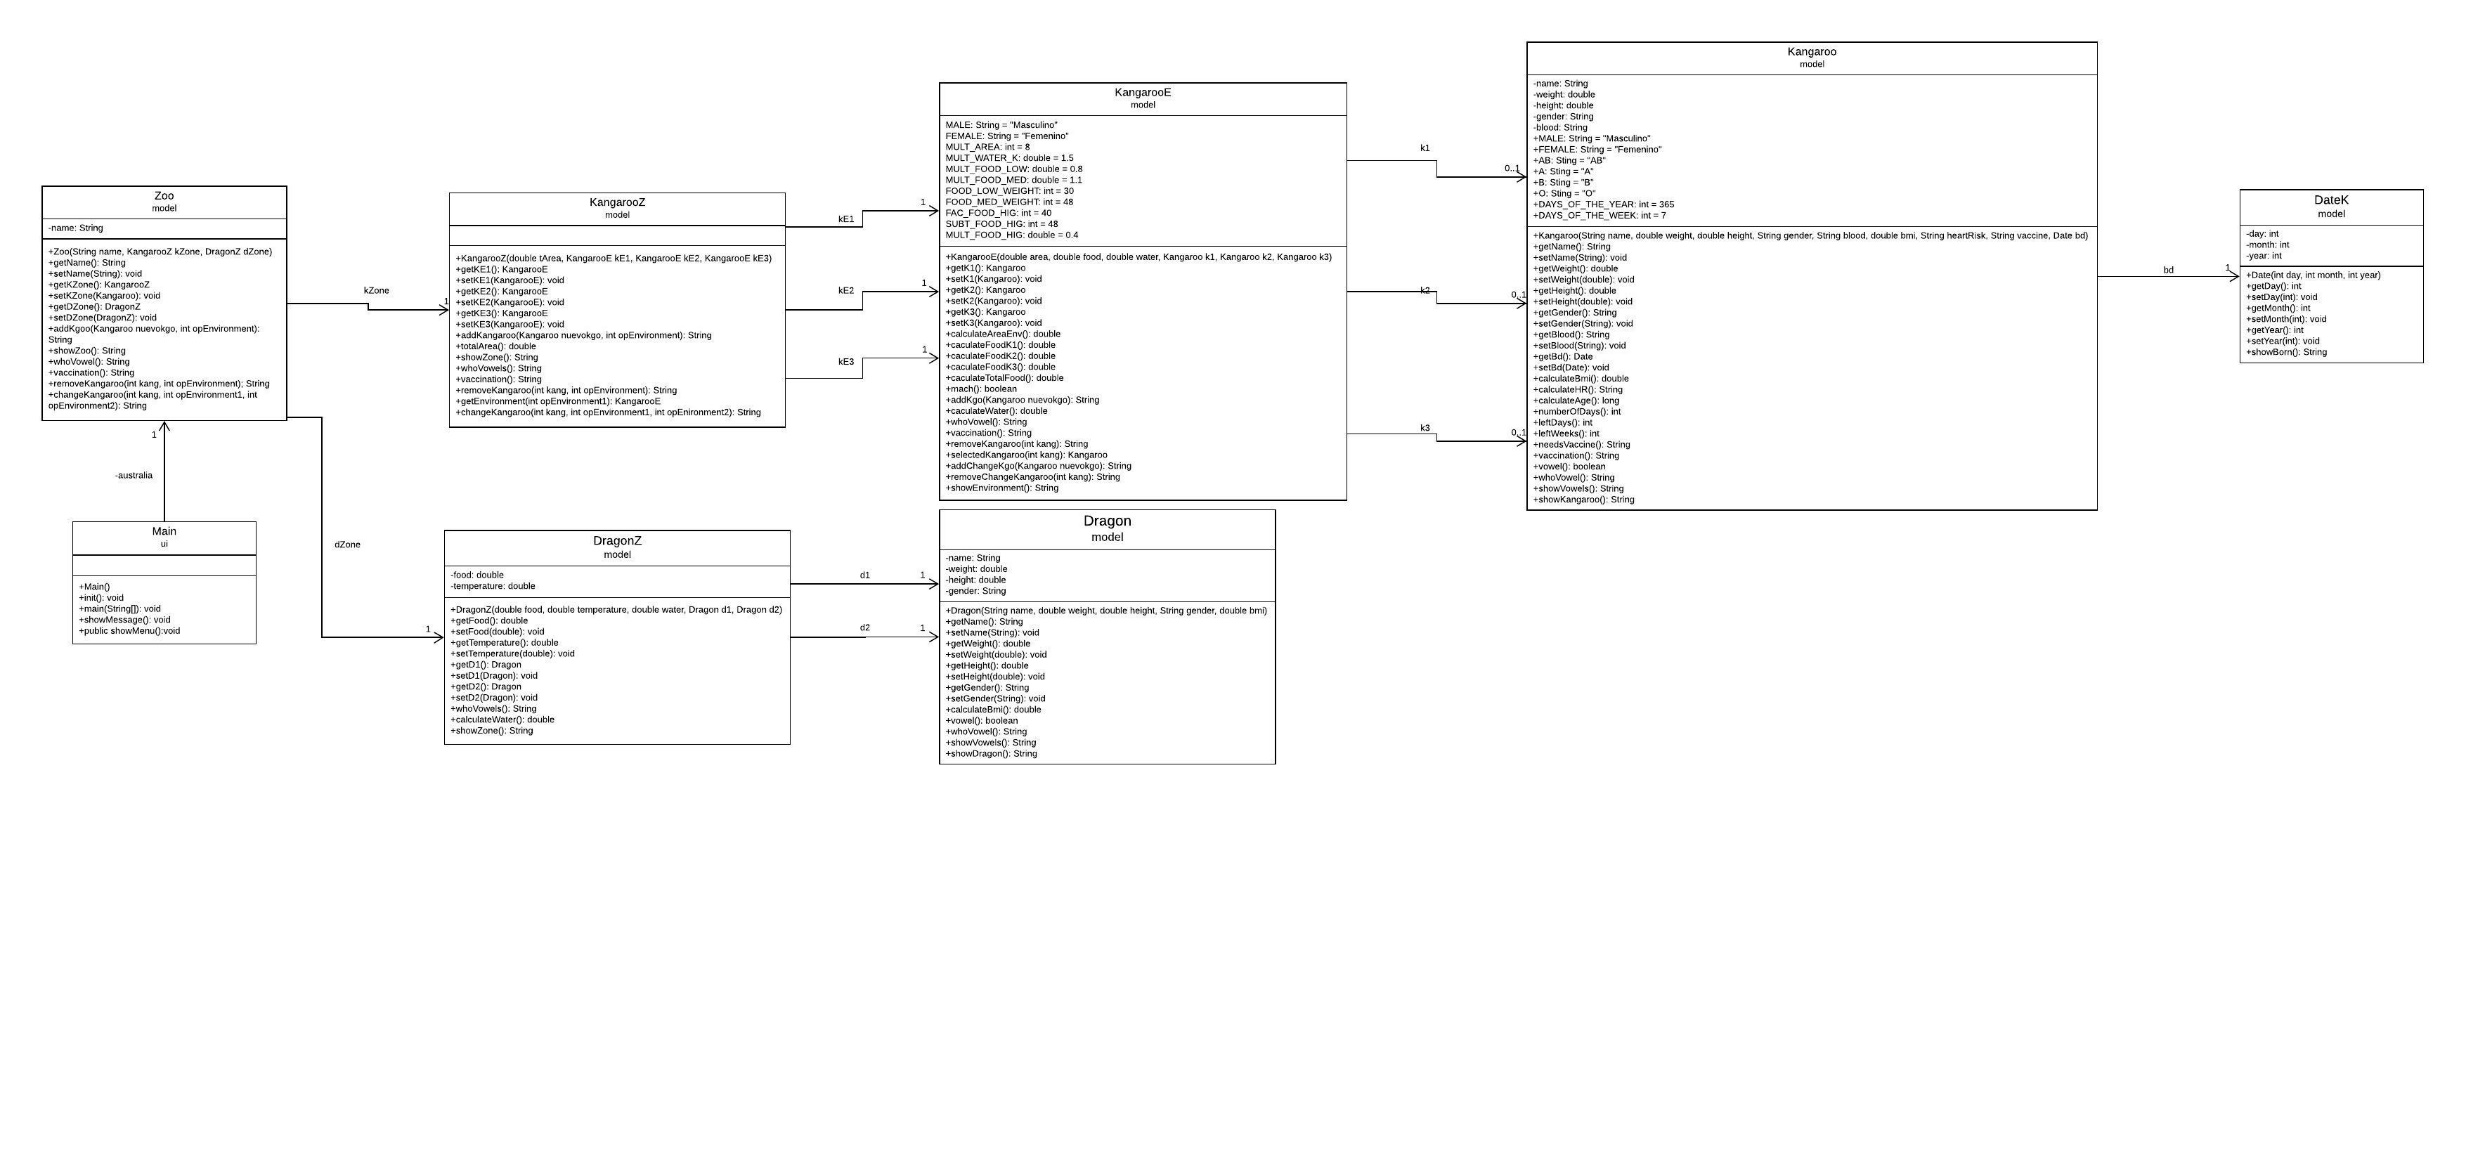 Zoo
model
-name: String
+Zoo(String name, KangarooZ kZone, DragonZ dZone)
+getName(): String
+setName(String): void
+getKZone(): KangarooZ
+setKZone(Kangaroo): void
+getDZone(): DragonZ
+setDZone(DragonZ): void
+addKgoo(Kangaroo nuevokgo, int opEnvironment):
String
+showZoo(): String
+whoVowel(): String
+vaccination(): String
+removeKangaroo(int kang, int opEnvironment); String
+changeKangaroo(int kang, int opEnvironment1, int
opEnvironment2): String
1
-australia
Main
ui
+Main()
+init(): void
+main(String[]): void
+showMessage(): void
+public showMenu():void
kZone
1
dZone
1
KangarooZ
model
+KangarooZ(double tArea, KangarooE kE1, KangarooE kE2, KangarooE kE3)
+getKE1(): KangarooE
+setKE1(KangarooE): void
+getKE2(): KangarooE
+setKE2(KangarooE): void
+getKE3(): KangarooE
+setKE3(KangarooE): void
+addKangaroo(Kangaroo nuevokgo, int opEnvironment): String
+totalArea(): double
+showZone(): String
+whoVowels(): String
+vaccination(): String
+removeKangaroo(int kang, int opEnvironment): String
+getEnvironment(int opEnvironment1): KangarooE
+changeKangaroo(int kang, int opEnvironment1, int opEnironment2): String
kE1
1
kE2
1
kE3
1
DragonZ
model
-food: double
-temperature: double
+DragonZ(double food, double temperature, double water, Dragon d1, Dragon d2)
+getFood(): double
+setFood(double): void
+getTemperature(): double
+setTemperature(double): void
+getD1(): Dragon
+setD1(Dragon): void
+getD2(): Dragon
+setD2(Dragon): void
+whoVowels(): String
+calculateWater(): double
+showZone(): String
d1
1
d2
1
KangarooE
model
MALE: String = "Masculino"
FEMALE: String = "Femenino"
MULT_AREA: int = 8
MULT_WATER_K: double = 1.5
MULT_FOOD_LOW: double = 0.8
MULT_FOOD_MED: double = 1.1
FOOD_LOW_WEIGHT: int = 30
FOOD_MED_WEIGHT: int = 48
FAC_FOOD_HIG: int = 40
SUBT_FOOD_HIG: int = 48
MULT_FOOD_HIG: double = 0.4
+KangarooE(double area, double food, double water, Kangaroo k1, Kangaroo k2, Kangaroo k3)
+getK1(): Kangaroo
+setK1(Kangaroo): void
+getK2(): Kangaroo
+setK2(Kangaroo): void
+getK3(): Kangaroo
+setK3(Kangaroo): void
+calculateAreaEnv(): double
+caculateFoodK1(): double
+caculateFoodK2(): double
+caculateFoodK3(): double
+caculateTotalFood(): double
+mach(): boolean
+addKgo(Kangaroo nuevokgo): String
+caculateWater(): double
+whoVowel(): String
+vaccination(): String
+removeKangaroo(int kang): String
+selectedKangaroo(int kang): Kangaroo
+addChangeKgo(Kangaroo nuevokgo): String
+removeChangeKangaroo(int kang): String
+showEnvironment(): String
k1
0..1
k2
0..1
k3
0..1
Dragon
model
-name: String
-weight: double
-height: double
-gender: String
+Dragon(String name, double weight, double height, String gender, double bmi)
+getName(): String
+setName(String): void
+getWeight(): double
+setWeight(double): void
+getHeight(): double
+setHeight(double): void
+getGender(): String
+setGender(String): void
+calculateBmi(): double
+vowel(): boolean
+whoVowel(): String
+showVowels(): String
+showDragon(): String
Kangaroo
model
-name: String
-weight: double
-height: double
-gender: String
-blood: String
+MALE: String = "Masculino"
+FEMALE: String = "Femenino"
+AB: Sting = "AB"
+A: Sting = "A"
+B: Sting = "B"
+O: Sting = "O"
+DAYS_OF_THE_YEAR: int = 365
+DAYS_OF_THE_WEEK: int = 7
+Kangaroo(String name, double weight, double height, String gender, String blood, double bmi, String heartRisk, String vaccine, Date bd)
+getName(): String
+setName(String): void
+getWeight(): double
+setWeight(double): void
+getHeight(): double
+setHeight(double): void
+getGender(): String
+setGender(String): void
+getBlood(): String
+setBlood(String): void
+getBd(): Date
+setBd(Date): void
+calculateBmi(): double
+calculateHR(): String
+calculateAge(): long
+numberOfDays(): int
+leftDays(): int
+leftWeeks(): int
+needsVaccine(): String
+vaccination(): String
+vowel(): boolean
+whoVowel(): String
+showVowels(): String
+showKangaroo(): String
bd
1
DateK
model
-day: int
-month: int
-year: int
+Date(int day, int month, int year)
+getDay(): int
+setDay(int): void
+getMonth(): int
+setMonth(int): void
+getYear(): int
+setYear(int): void
+showBorn(): String